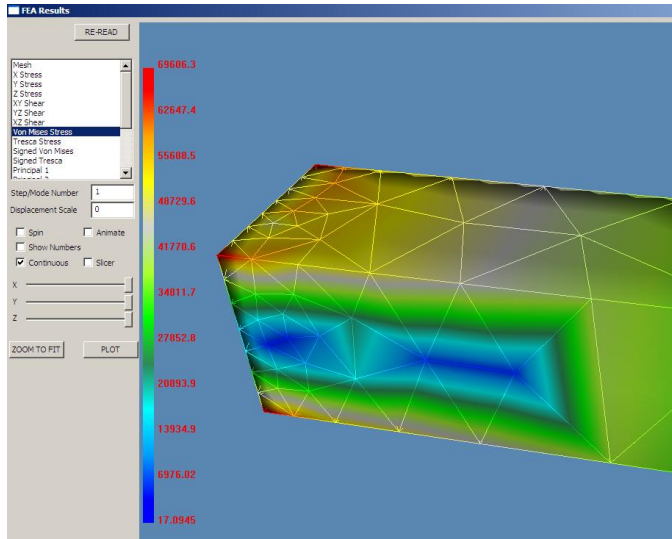 FEA Results
RE-READ
Mesh
X Stress
Y Stress
Z Stress
XY Shear
YZ Shear
XZ Shear
Von Mises Stress
Tresca Stress
Signed Von Mises
Signed Tresca
Principal 1
Step/Mode Number 1
Displacement Scale 0
Spin Animate
Show Numbers
Continuous Slicer
X
Y
Z
ZOOM TO FIT PLOT
69606.3
62647.4
55688.5
48729.6
41770.6
34811.7
27852.8
20893.9
13934.9
6976.02
17.0945